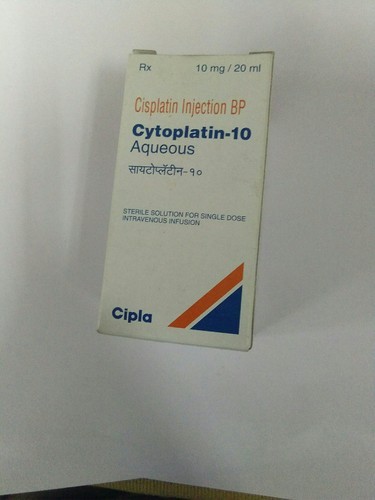 Rx 10 mg / 20 ml
Cisplatin Injection BP
Cytoplatin-10
Aqueous
सायटोप्लॅटीन-१०
STERILE SOLUTION FOR SINGLE DOSE
INTRAVENOUS INFUSION
Cipla